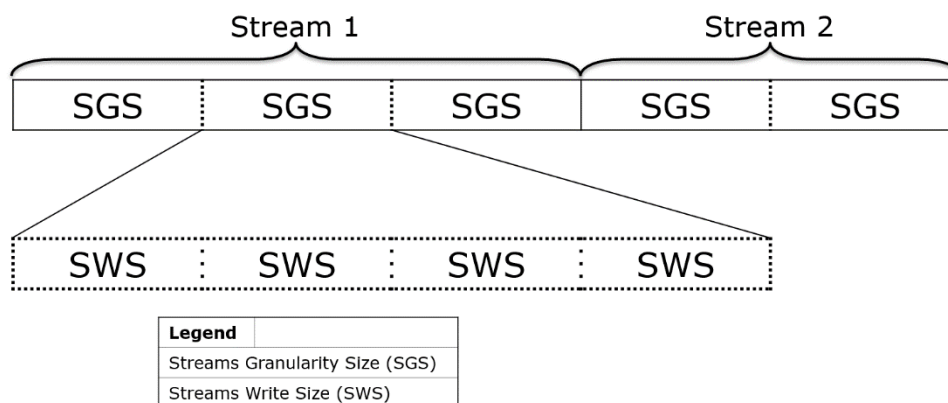 Stream 1 Stream 2
SGS SGS SGS SGS SGS
SWS SWS SWS SWS
Legend
Streams Granularity Size (SGS)
Streams Write Size (SWS)